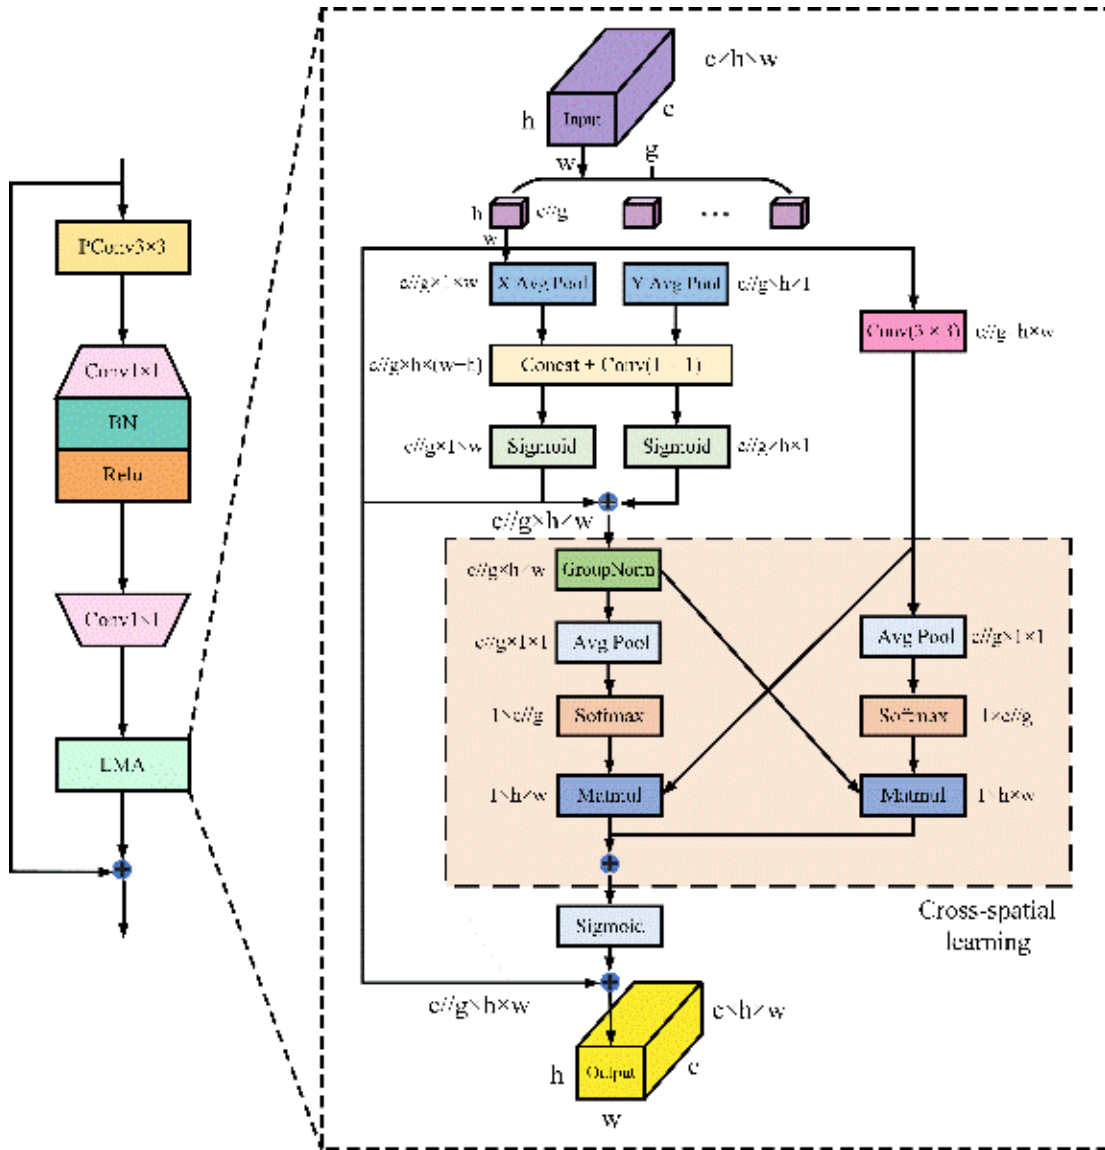 c×h×w
h
Input
c
w
g
h
c//g
...
w
c//g×1×w
X Avg Pool
Y Avg Pool
c//g×h×1
PConv3×3
Conv(3 × 3)
c//g×h×w
Conv1×1
c//g×h×(w+h)
Concat + Conv(1 × 1)
BN
c//g×1×w
Sigmoid
Sigmoid
c//g×h×1
Relu
c//g×h×w
c//g×h×w
GroupNorm
Conv1×1
c//g×1×1
Avg Pool
Avg Pool
c//g×1×1
1×c//g
Softmax
Softmax
1×c//g
EMA
1×h×w
Matmul
Matmul
1×h×w
Sigmoid
Cross-spatial
learning
c//g×h×w
c×h×w
h
Output
c
w